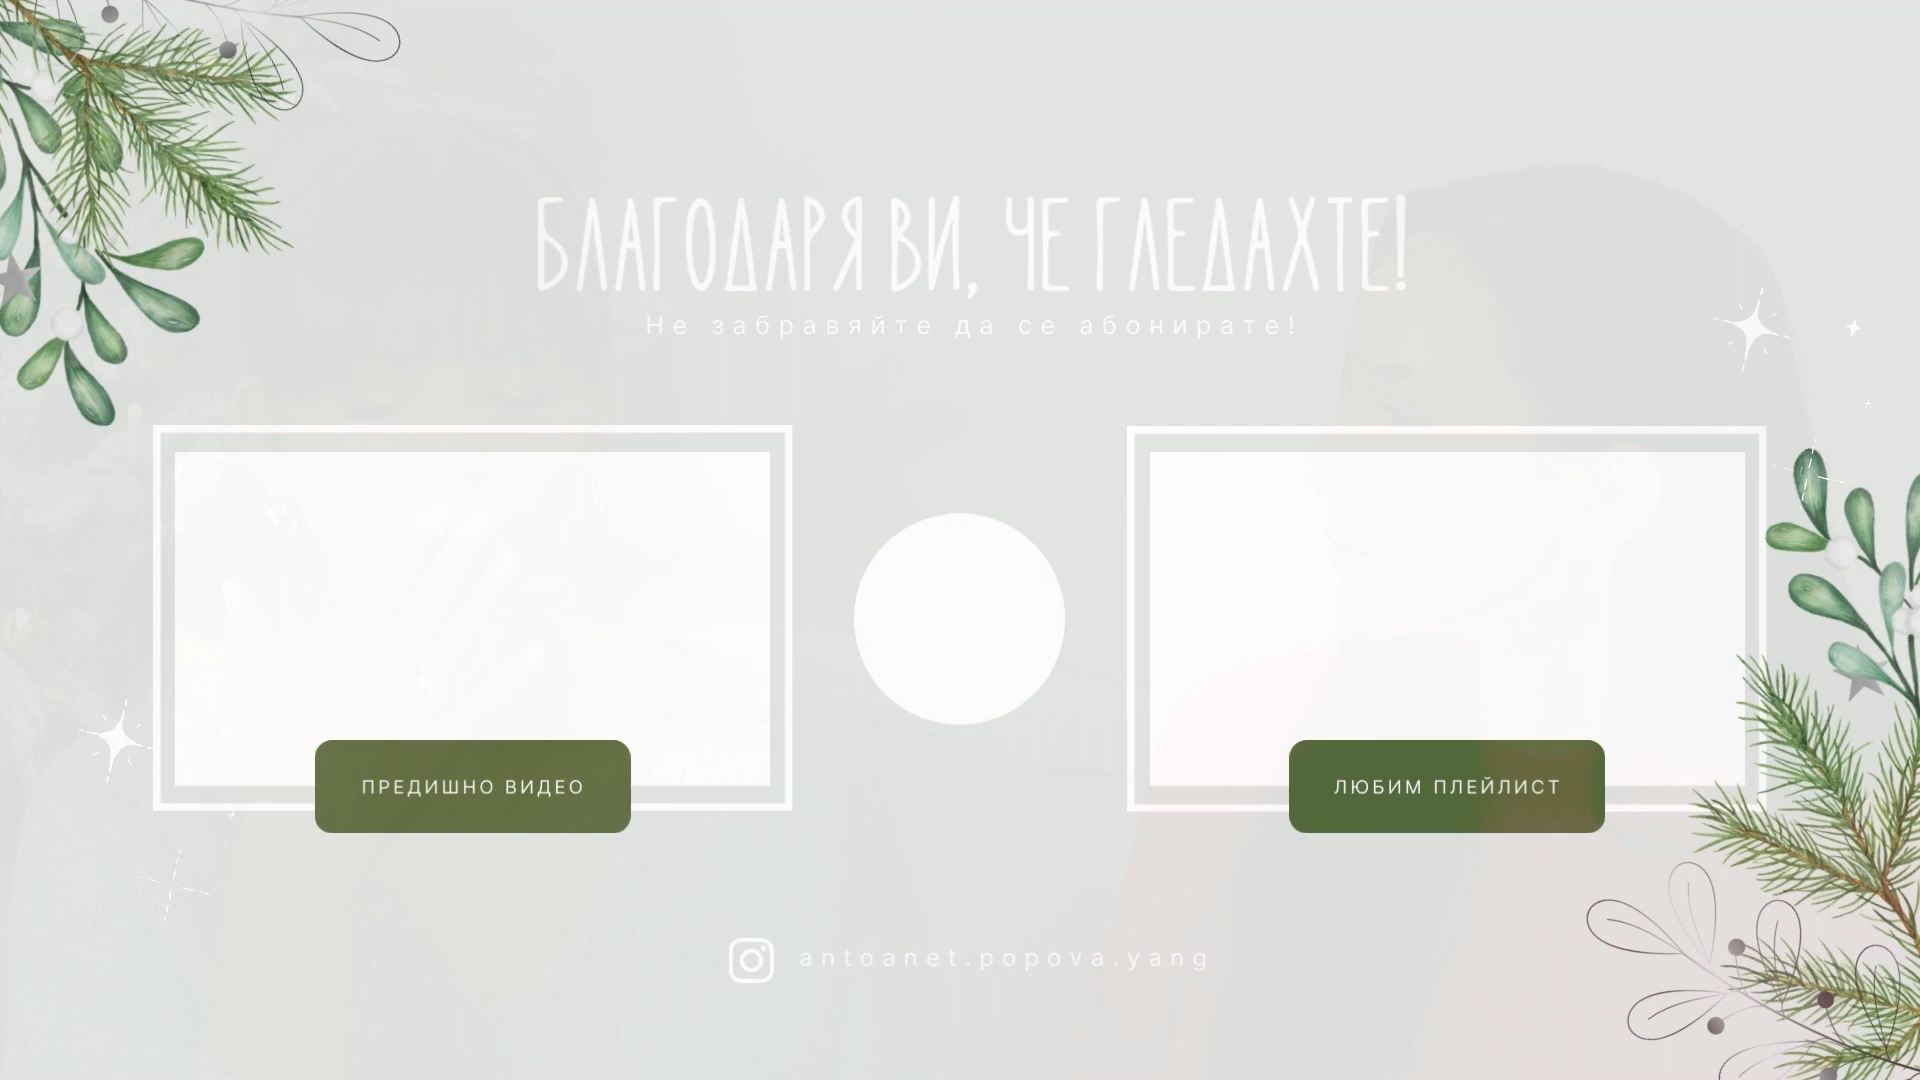 БЛАГОДАРЯ ВИ, ЧЕ ГЛЕДАХТЕ!
Не забравяйте да се абонирате!
ПРЕДИШНО ВИДЕО
ЛЮБИМ ПЛЕЙЛИСТ
antoanet.popova.yang